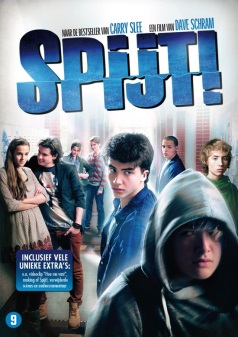 NAAR DE BESTSELLER VAN CARRY SLEE EEN FILM VAN DAVE SCHRAM
SPIJT!
INCLUSIEF VELE
UNIEKE EXTRA'S:
9